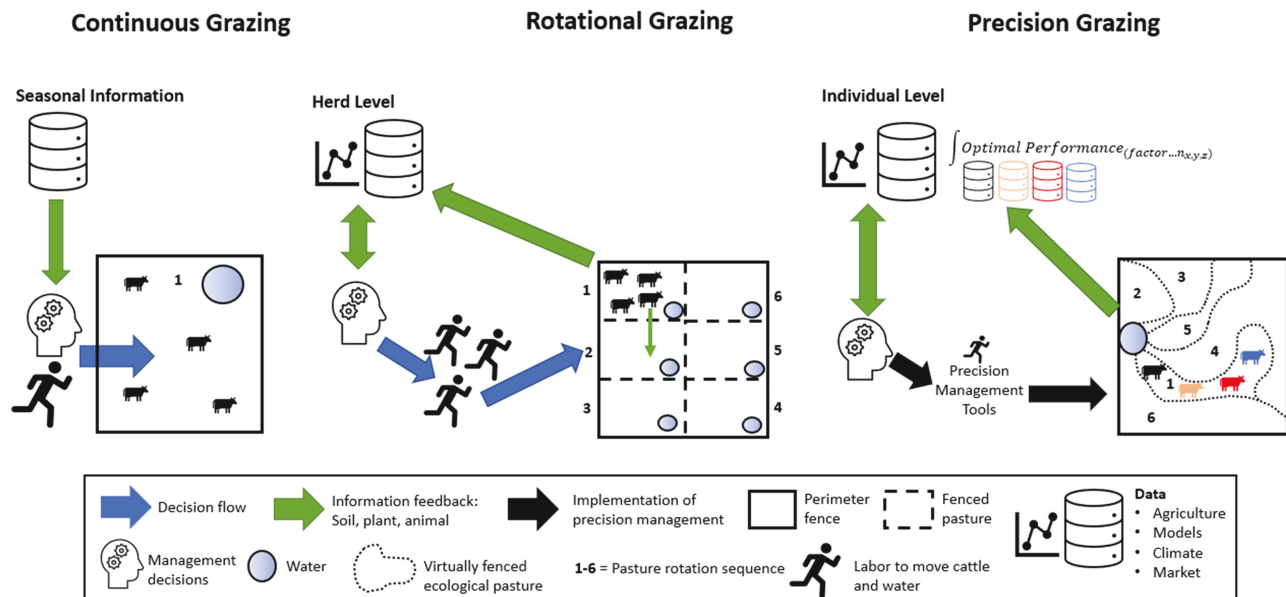 Continuous Grazing
Rotational Grazing
Precision Grazing
Seasonal Information
1
Herd Level
1
2
3
6
5
4
Individual Level
∫ Optimal Performance(factor…n x,y,z)
Precision
Management
Tools
2
3
5
4
1
6
Decision flow
Information feedback:
Soil, plant, animal
Implementation of
precision management
Perimeter
fence
Fenced
pasture
Data
• Agriculture
• Models
• Climate
• Market
Management
decisions
Water
Virtually fenced
ecological pasture
1-6 = Pasture rotation sequence
Labor to move cattle
and water